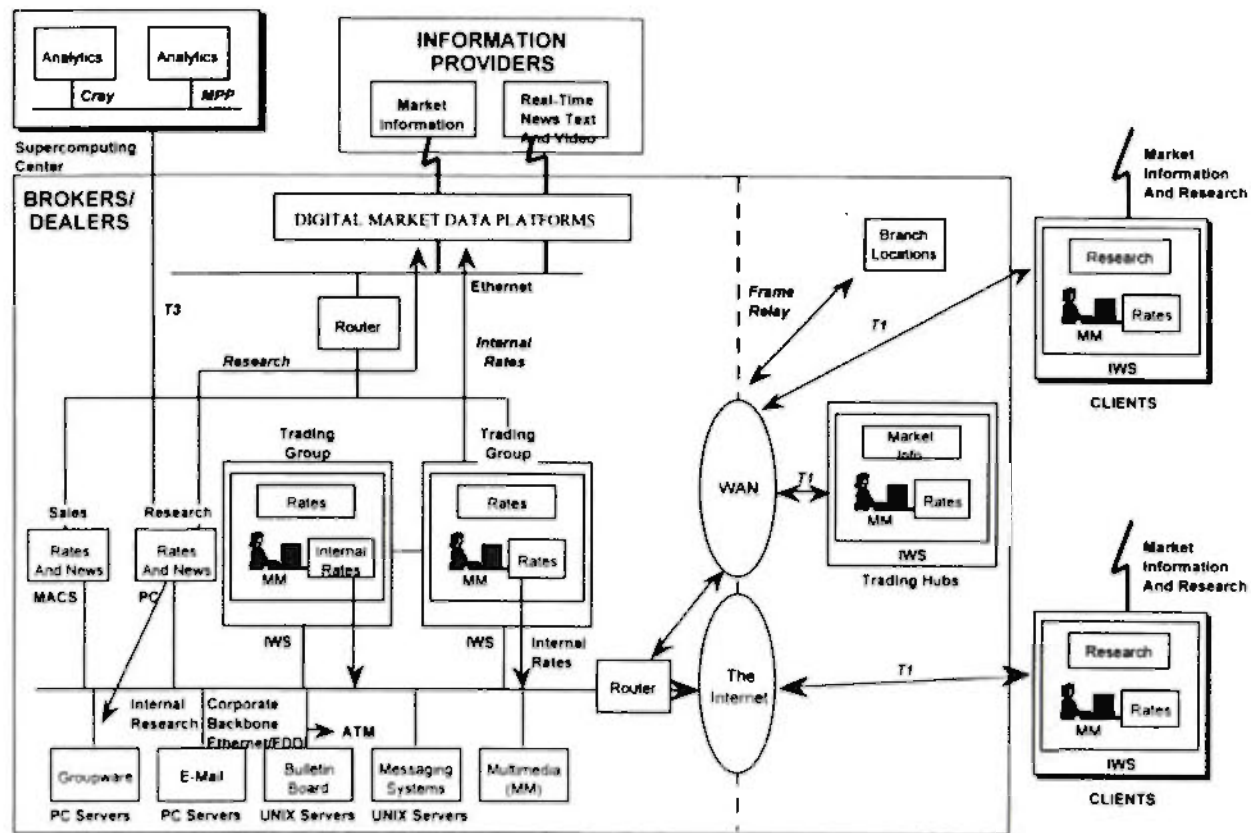 Analytics
Analytics
Cray
MPP
Supercomputing
Center
INFORMATION
PROVIDERS
Market
Information
Real-Time
News Text
And Video
BROKERS/
DEALERS
DIGITAL MARKET DATA PLATFORMS
Ethernet
T3
Router
Research
Internal
Rates
Branch
Locations
Frame
Relay
T1
Market
Information
And Research
Research
Rates
MM
IWS
CLIENTS
Trading
Group
Rates
Internal
Rates
MM
IWS
Trading
Group
Rates
Rates
MM
IWS
Sales
Rates
And News
MACS
Research
Rates
And News
PC
WAN
T1
Market
Info
Rates
MM
IWS
Trading Hubs
Internal
Rates
Router
The
Internet
T1
Market
Information
And Research
Research
Rates
MM
IWS
CLIENTS
Internal
Research
Corporate
Backbone
Ethernet/FDDI
ATM
Groupware
PC Servers
E-Mail
PC Servers
Bulletin
Board
UNIX Servers
Messaging
Systems
UNIX Servers
Multimedia
(MM)